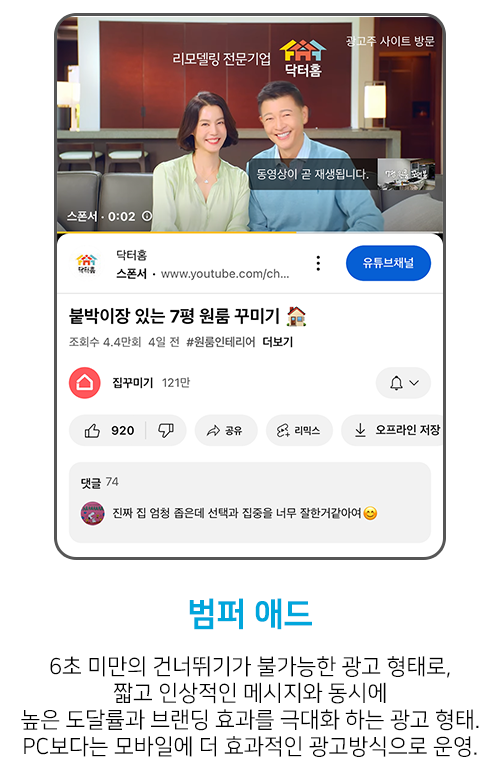 광고주 사이트 방문
리모델링 전문기업 닥터홈
동영상이 곧 재생됩니다.
스폰서 · 0:02
닥터홈
닥터홈
스폰서 · www.youtube.com/ch...
유튜브채널
붙박이장 있는 7평 원룸 꾸미기
조회수 4.4만회 4일 전 #원룸인테리어 더보기
집꾸미기 121만
920 공유 리믹스 오프라인 저장
댓글 74
진짜 집 엄청 좁은데 선택과 집중을 너무 잘한거같아여
범퍼 애드
6초 미만의 건너뛰기가 불가능한 광고 형태로,
짧고 인상적인 메시지와 동시에
높은 도달률과 브랜딩 효과를 극대화 하는 광고 형태.
PC보다는 모바일에 더 효과적인 광고방식으로 운영.